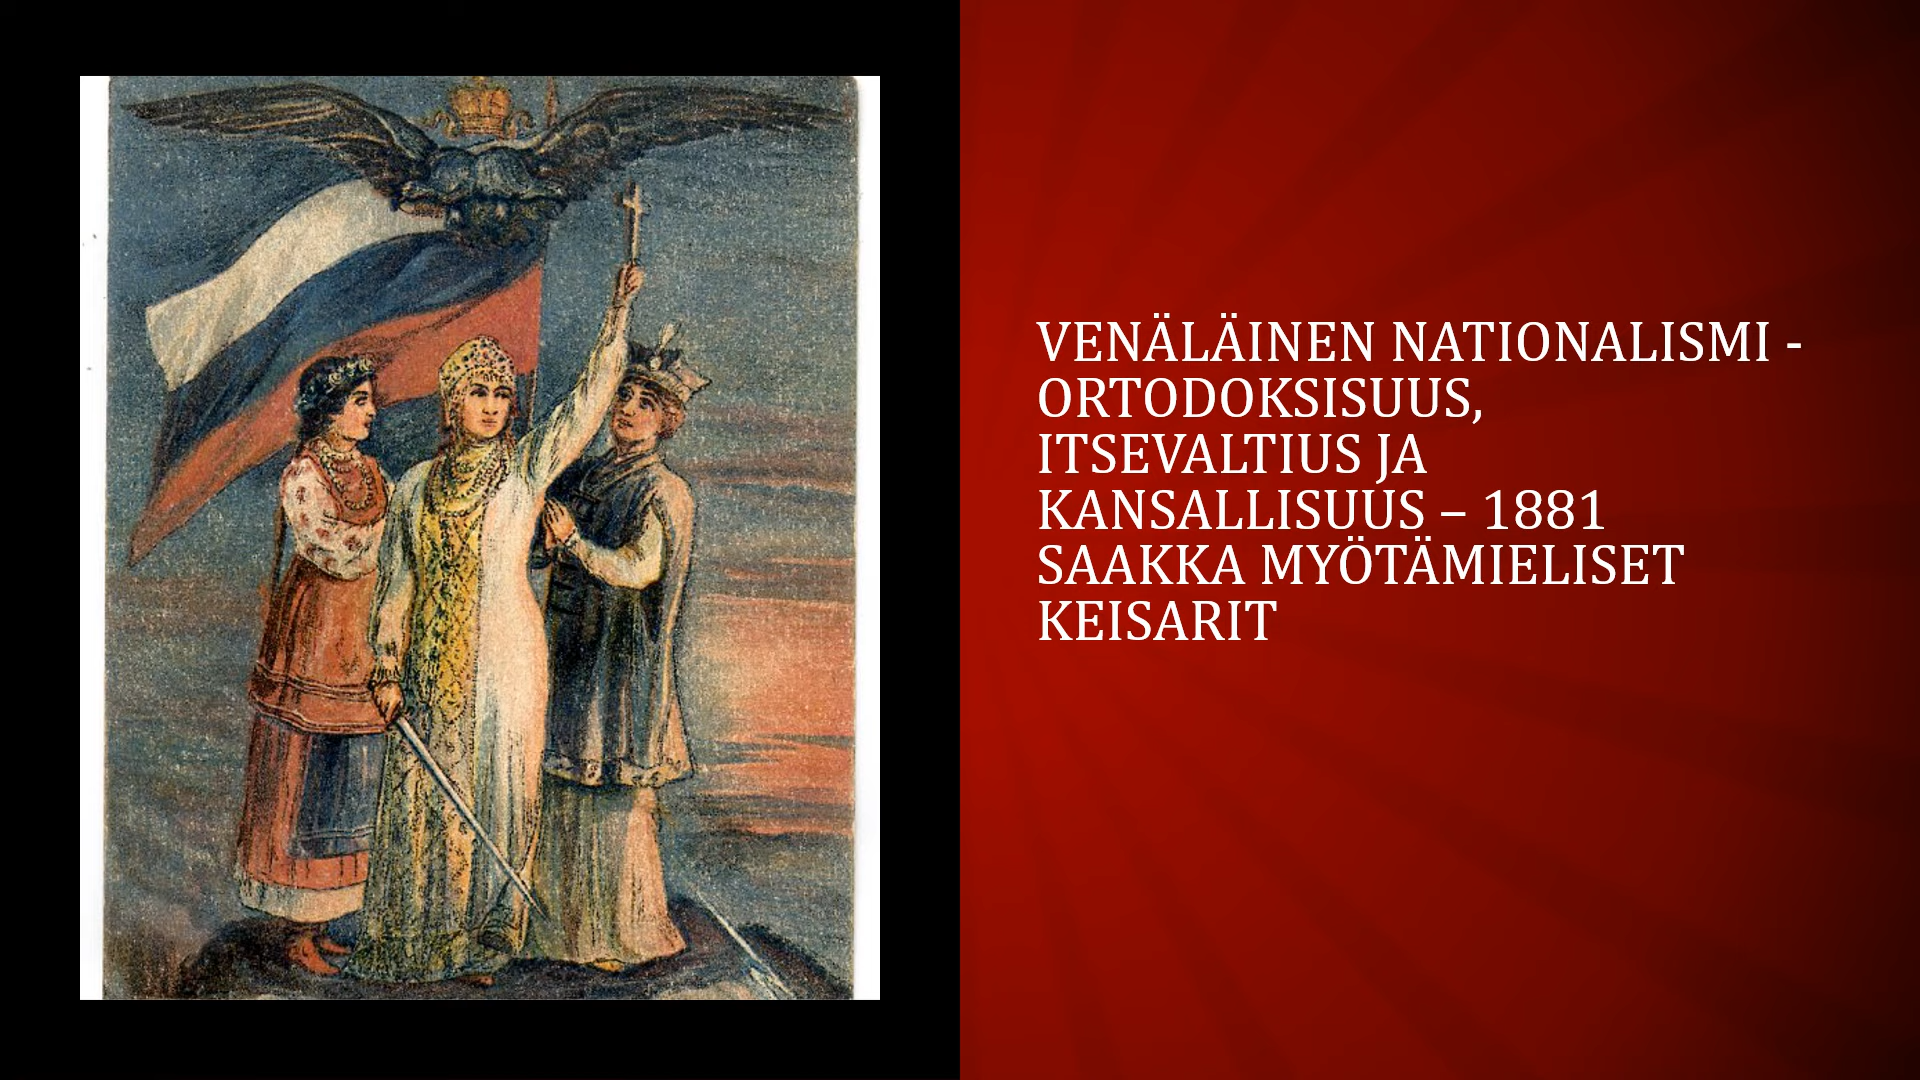 VENÄLÄINEN NATIONALISMI -
ORTODOKSISUUS,
ITSEVALTIUS JA
KANSALLISUUS – 1881
SAAKKA MYÖTÄMIELISET
KEISARIT